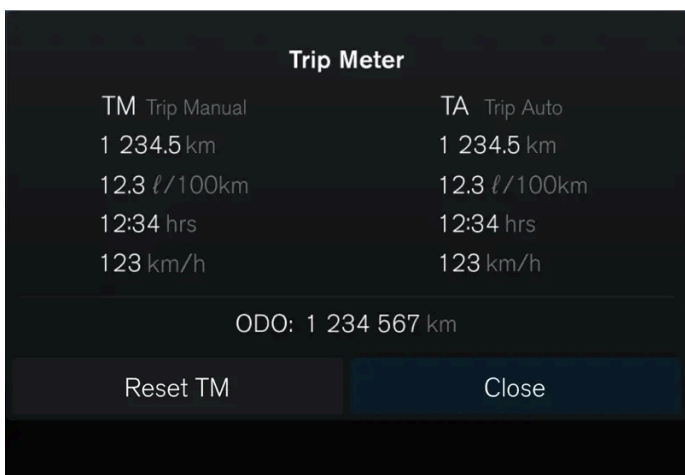 Trip Meter
TM Trip Manual
1 234.5 km
12.3 ℓ/100km
12:34 hrs
123 km/h
TA Trip Auto
1 234.5 km
12.3 ℓ/100km
12:34 hrs
123 km/h
ODO: 1 234 567 km
Reset TM
Close